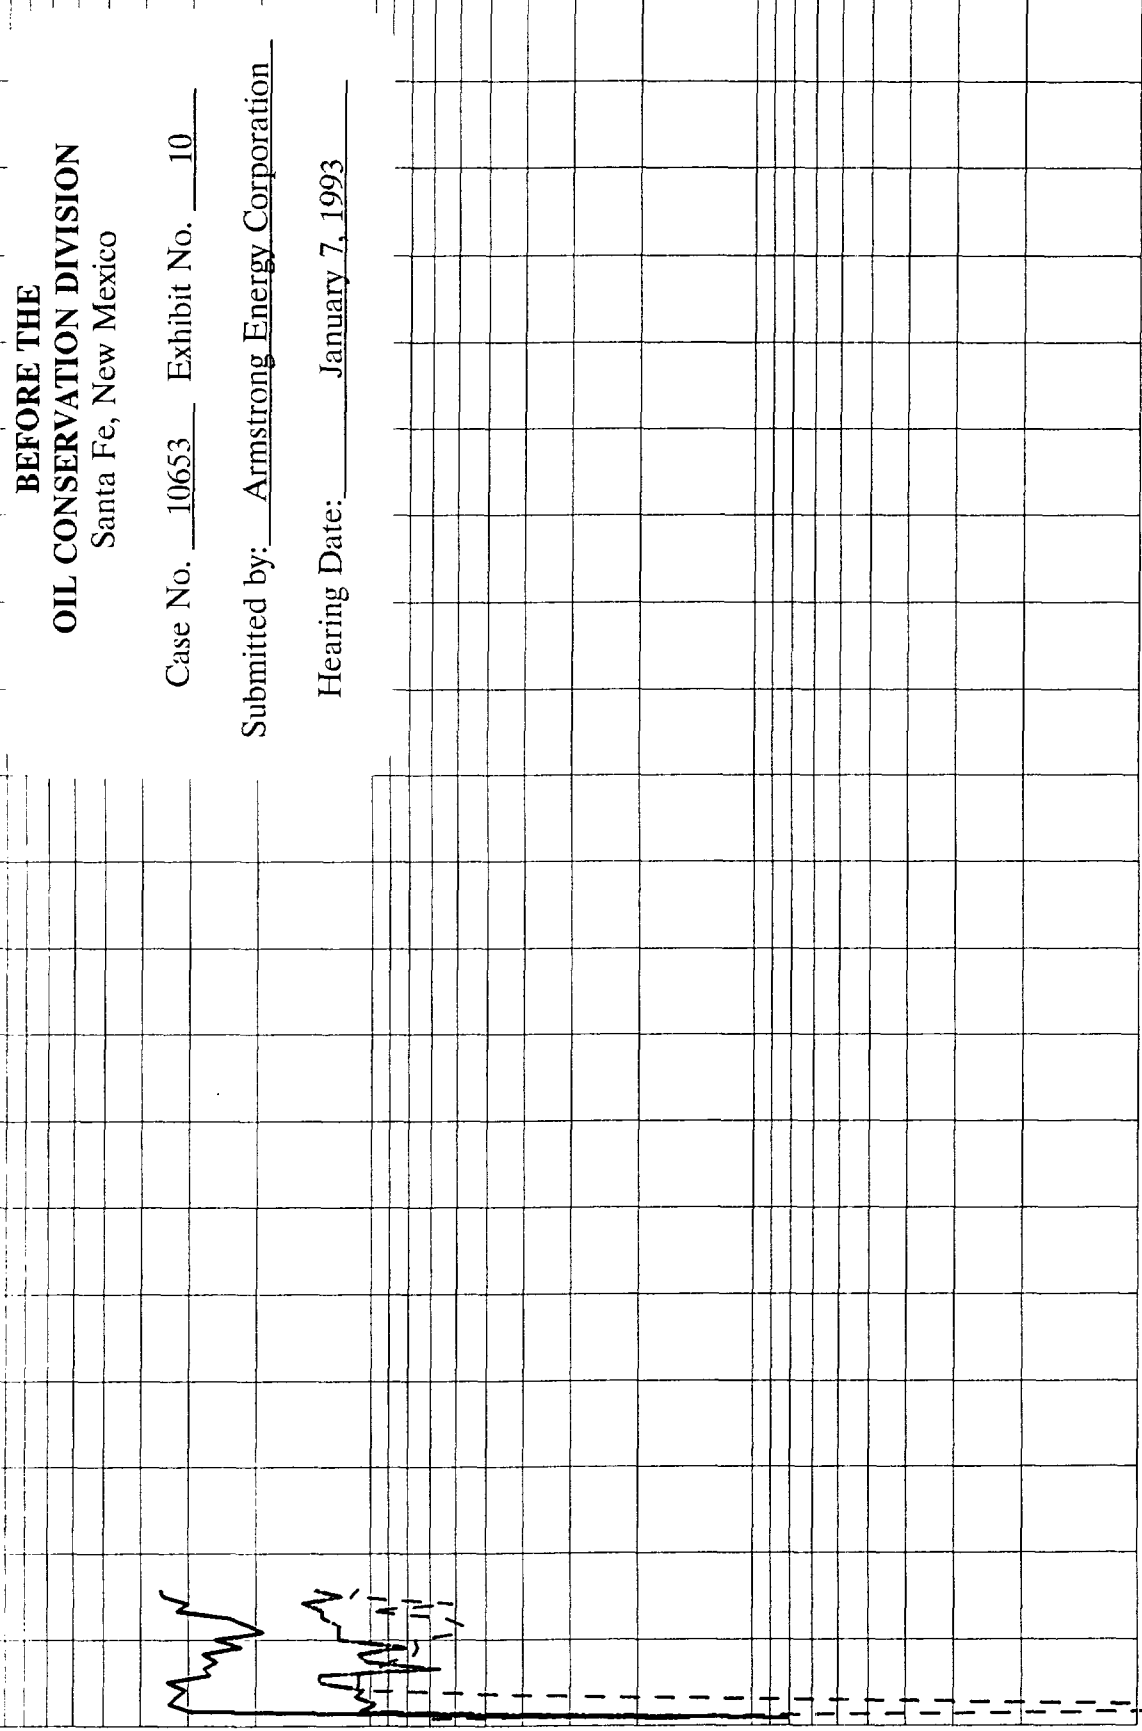 BEFORE THE
OIL CONSERVATION DIVISION
Santa Fe, New Mexico
Case No. 10653 Exhibit No. 10
Submitted by: Armstrong Energy Corporation
Hearing Date: January 7, 1993